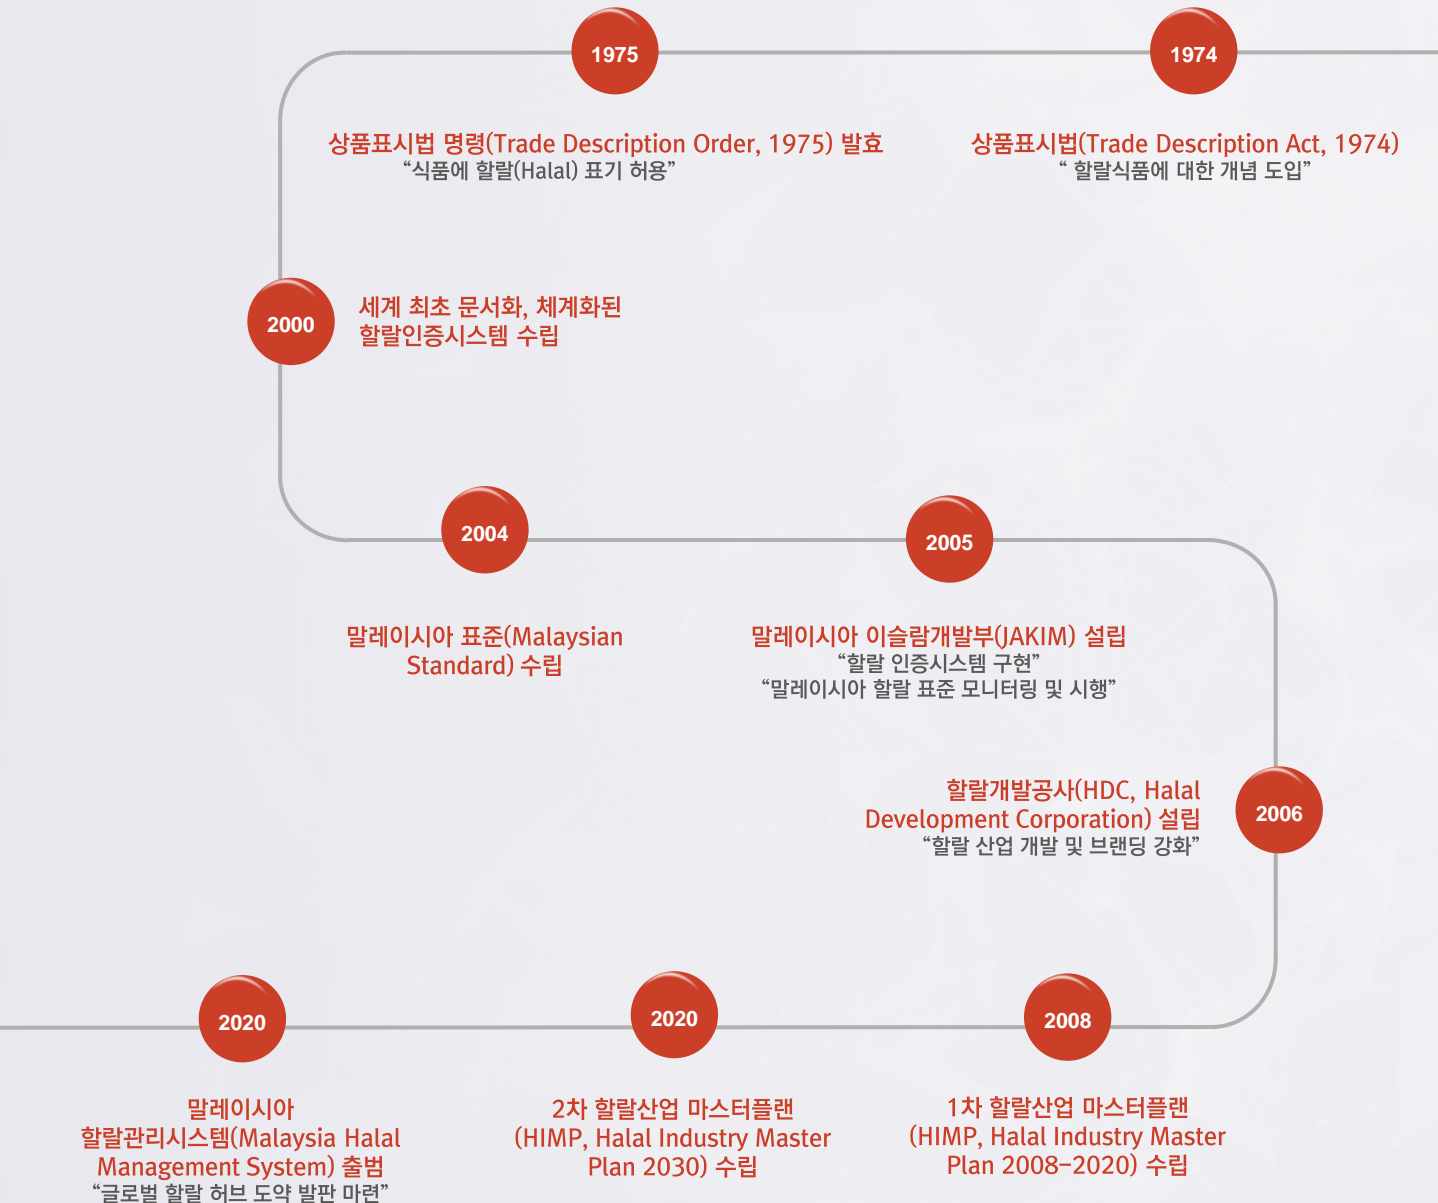 1974
상품표시법(Trade Description Act, 1974)
“ 할랄식품에 대한 개념 도입”
1975
상품표시법 명령(Trade Description Order, 1975) 발효
“식품에 할랄(Halal) 표기 허용”
2000
세계 최초 문서화, 체계화된
할랄인증시스템 수립
2004
말레이시아 표준(Malaysian
Standard) 수립
2005
말레이시아 이슬람개발부(JAKIM) 설립
“할랄 인증시스템 구현”
“말레이시아 할랄 표준 모니터링 및 시행”
2006
할랄개발공사(HDC, Halal
Development Corporation) 설립
“할랄 산업 개발 및 브랜딩 강화”
2008
1차 할랄산업 마스터플랜
(HIMP, Halal Industry Master
Plan 2008–2020) 수립
2020
2차 할랄산업 마스터플랜
(HIMP, Halal Industry Master
Plan 2030) 수립
2020
말레이시아
할랄관리시스템(Malaysia Halal
Management System) 출범
“글로벌 할랄 허브 도약 발판 마련”